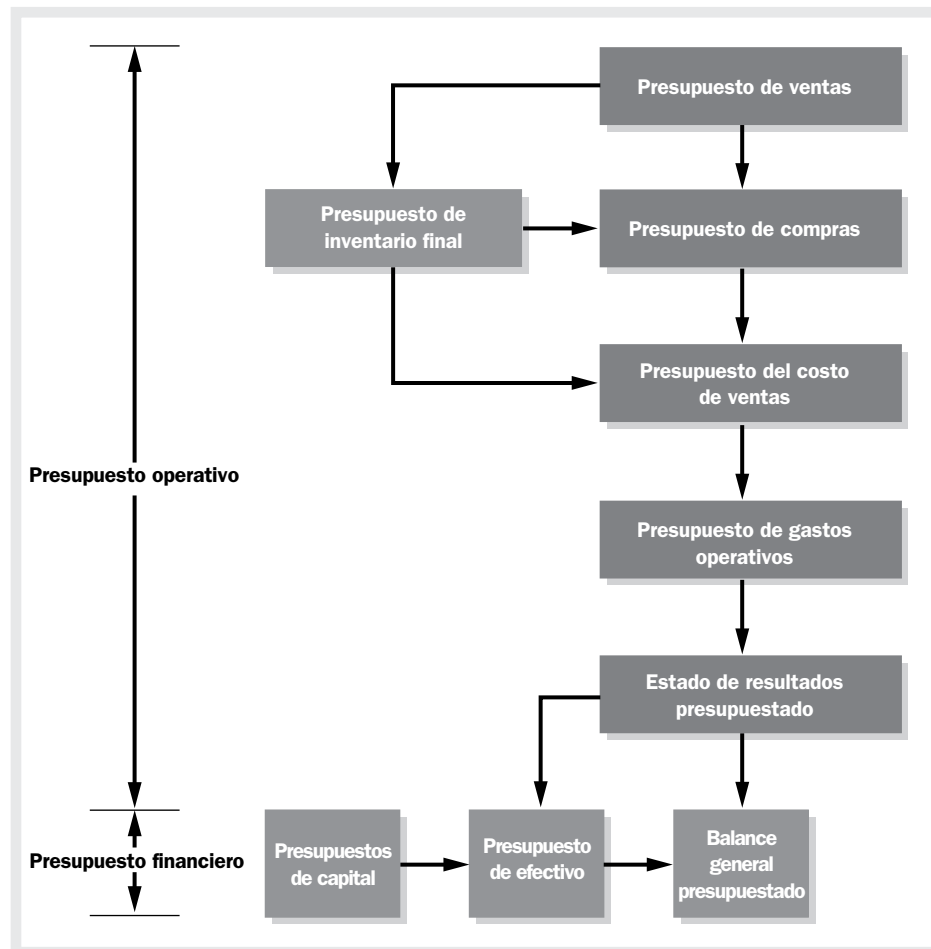 Presupuesto de ventas
Presupuesto de
inventario final
Presupuesto de compras
Presupuesto del costo
de ventas
Presupuesto operativo
Presupuesto de gastos
operativos
Estado de resultados
presupuestado
Presupuesto financiero
Presupuestos
de capital
Presupuesto
de efectivo
Balance
general
presupuestado